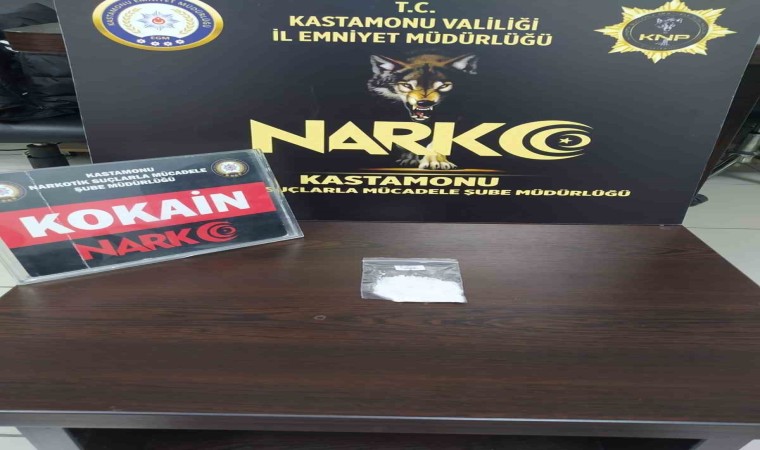 T.C.
KASTAMONU VALİLİĞİ
İL EMNİYET MÜDÜRLÜĞÜ
KNP
EGM
NARKO
KASTAMONU
SUÇLARLA MÜCADELE ŞUBE MÜDÜRLÜĞÜ
KASTAMONU
NARKOTİK SUÇLARLA MÜCADELE
ŞUBE MÜDÜRLÜĞÜ
KOKAİN
NARKO